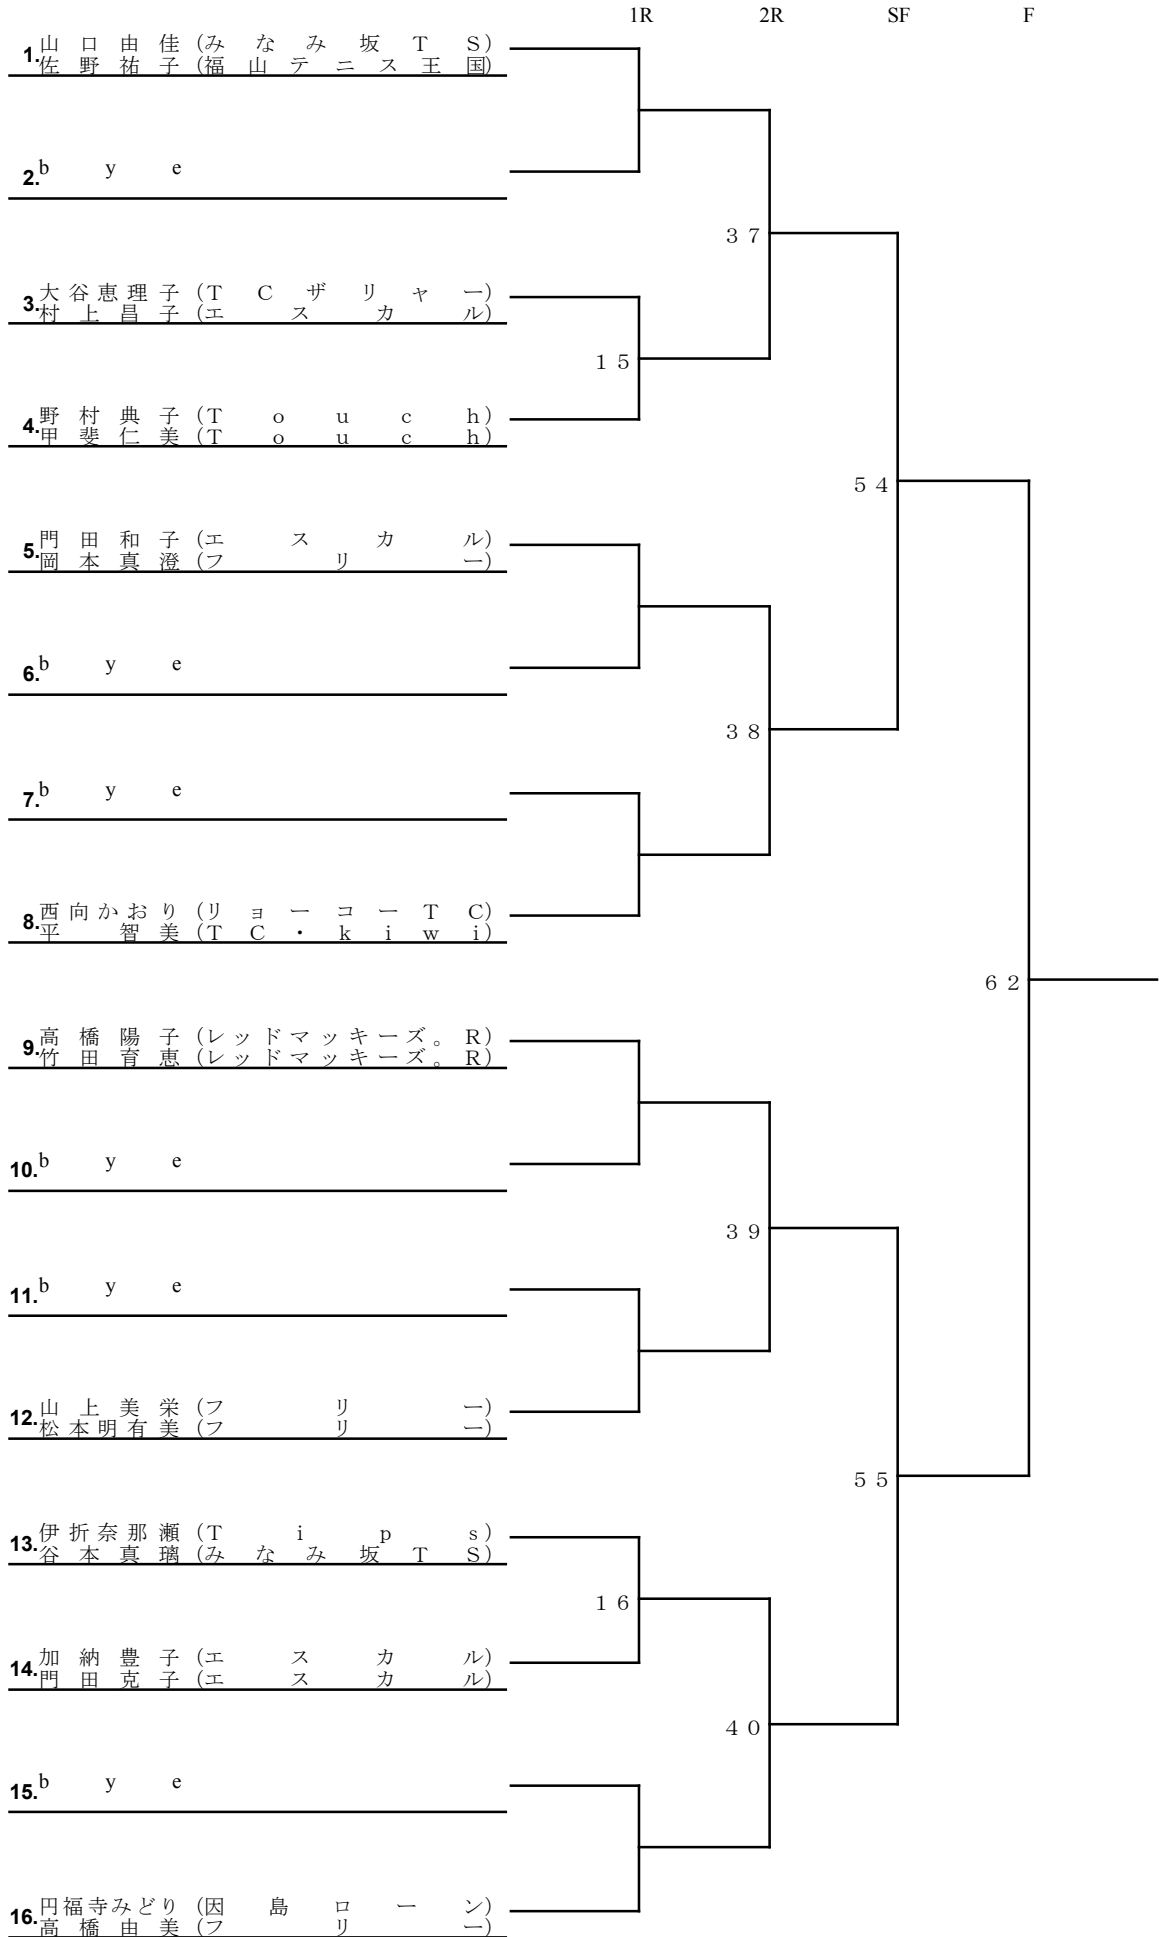 1R 2R SF F
1. 山口由佳 (みなみ坂ＴＳ)
佐野祐子 (福山テニス王国)
2. bye
37
3. 大谷恵理子 (ＴＣザリャー)
村上昌子 (エスカル)
15
4. 野村典子 (Ｔｏｕｃｈ)
甲斐仁美 (Ｔｏｕｃｈ)
54
5. 門田和子 (エスカル)
岡本真澄 (フリー)
6. bye
38
7. bye
8. 西向かおり (リョーコーＴＣ)
平智美 (ＴＣ・ｋｉｗｉ)
62
9. 高橋陽子 (レッドマッキーズ。Ｒ)
竹田育恵 (レッドマッキーズ。Ｒ)
10. bye
39
11. bye
12. 山上美栄 (フリー)
松本明有美 (フリー)
55
13. 伊折奈那瀬 (Ｔｉｐｓ)
谷本真璃 (みなみ坂ＴＳ)
16
14. 加納豊子 (エスカル)
門田克子 (エスカル)
40
15. bye
16. 円福寺みどり (因島ローン)
高橋由美 (フリー)